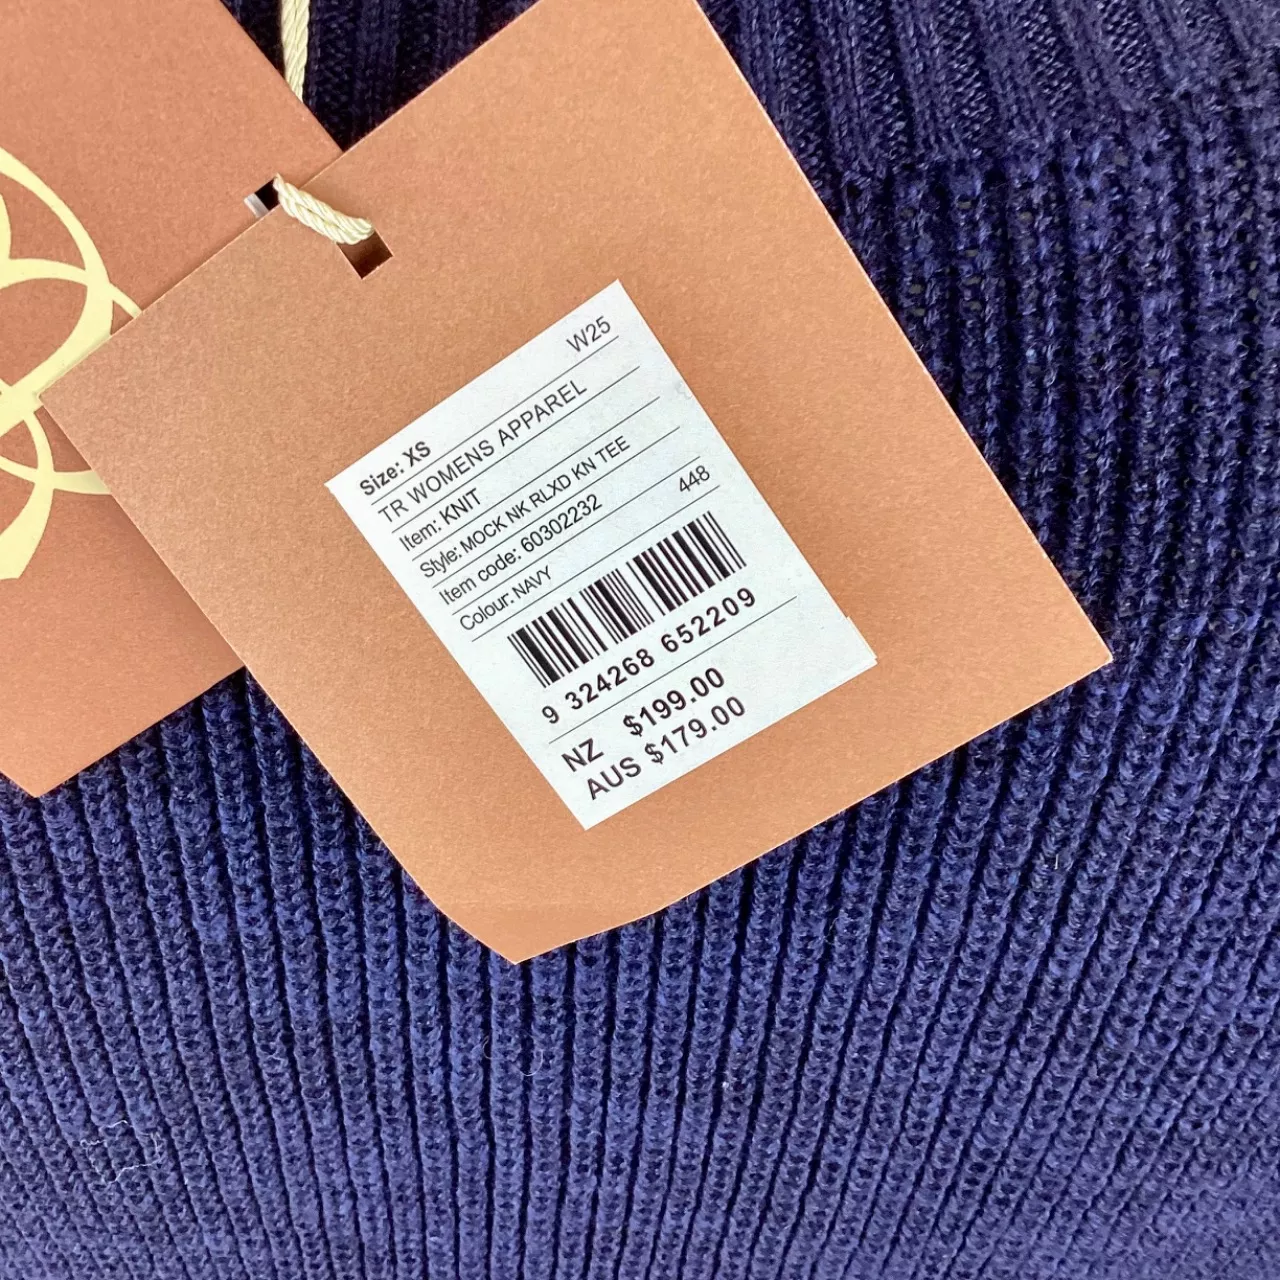 W25
Size: XS
TR WOMENS APPAREL
Item: KNIT
Style: MOCK NK RLXD KN TEE
Item code: 60302232
Colour: NAVY 448
9 324268 652209
NZ $199.00
AUS $179.00